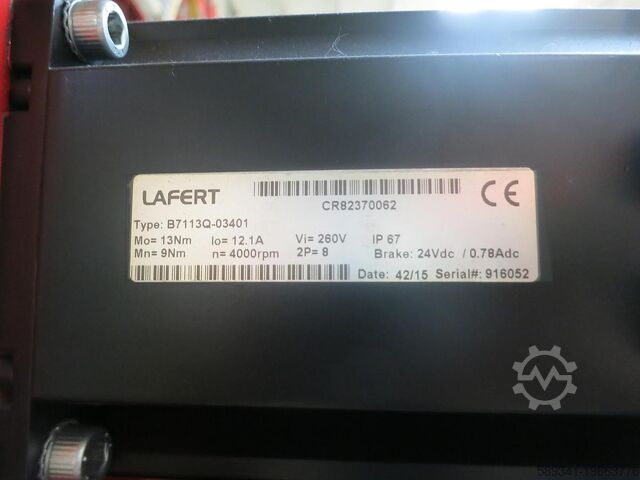 LAFERT
CR82370062
CE
Type: B7113Q-03401
Mo= 13Nm Io= 12.1A Vi= 260V IP 67
Mn= 9Nm n= 4000rpm 2P= 8 Brake: 24Vdc / 0.78Adc
Date: 42/15 Serial#: 916052